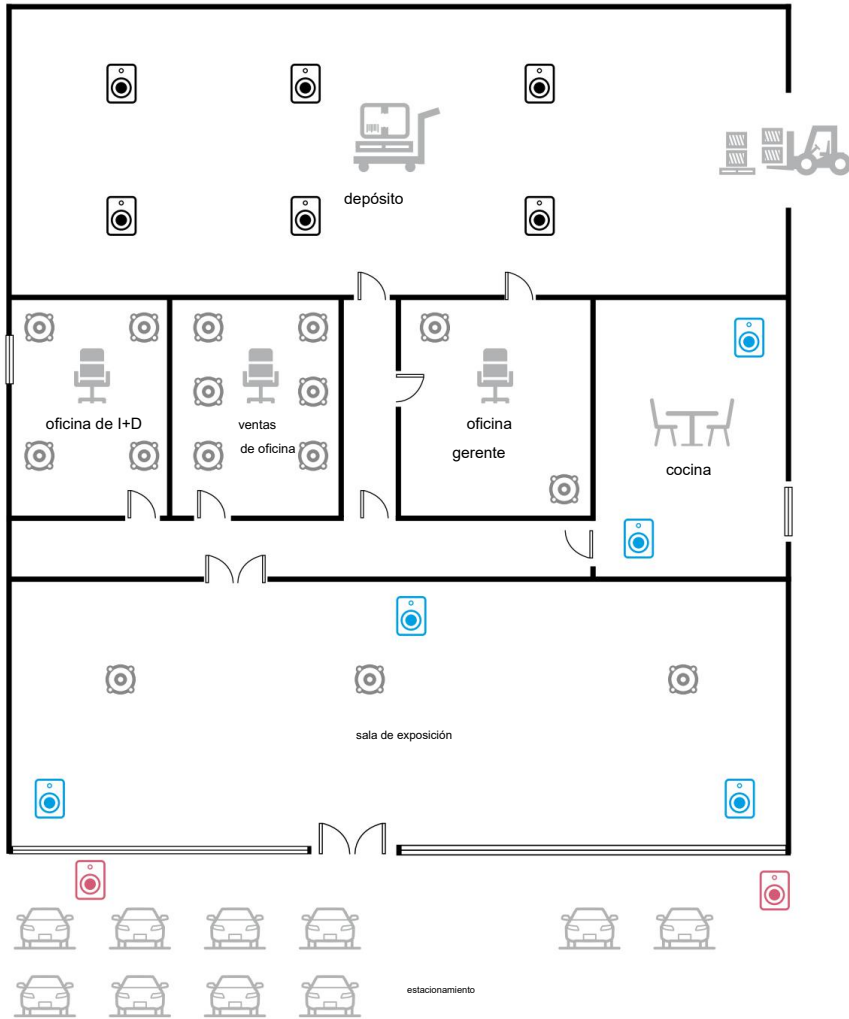 depósito
oficina de I+D
ventas
de oficina
oficina
gerente
cocina
sala de exposición
estacionamiento